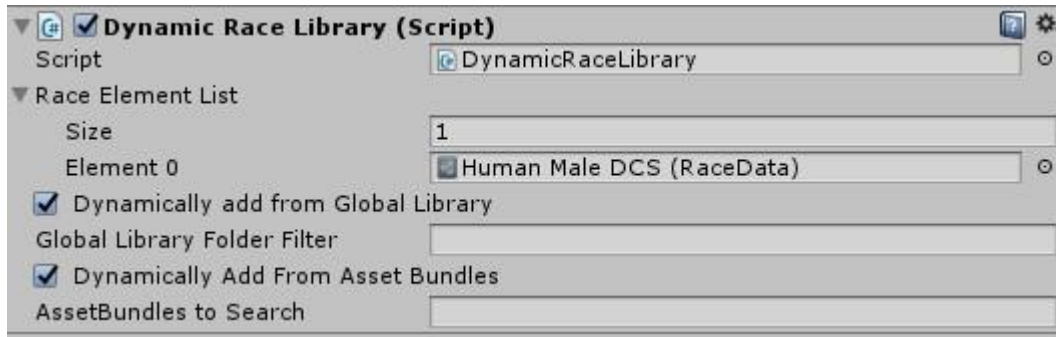 Dynamic Race Library (Script)
Script DynamicRaceLibrary
Race Element List
Size 1
Element 0 Human Male DCS (RaceData)
Dynamically add from Global Library
Global Library Folder Filter
Dynamically Add From Asset Bundles
AssetBundles to Search